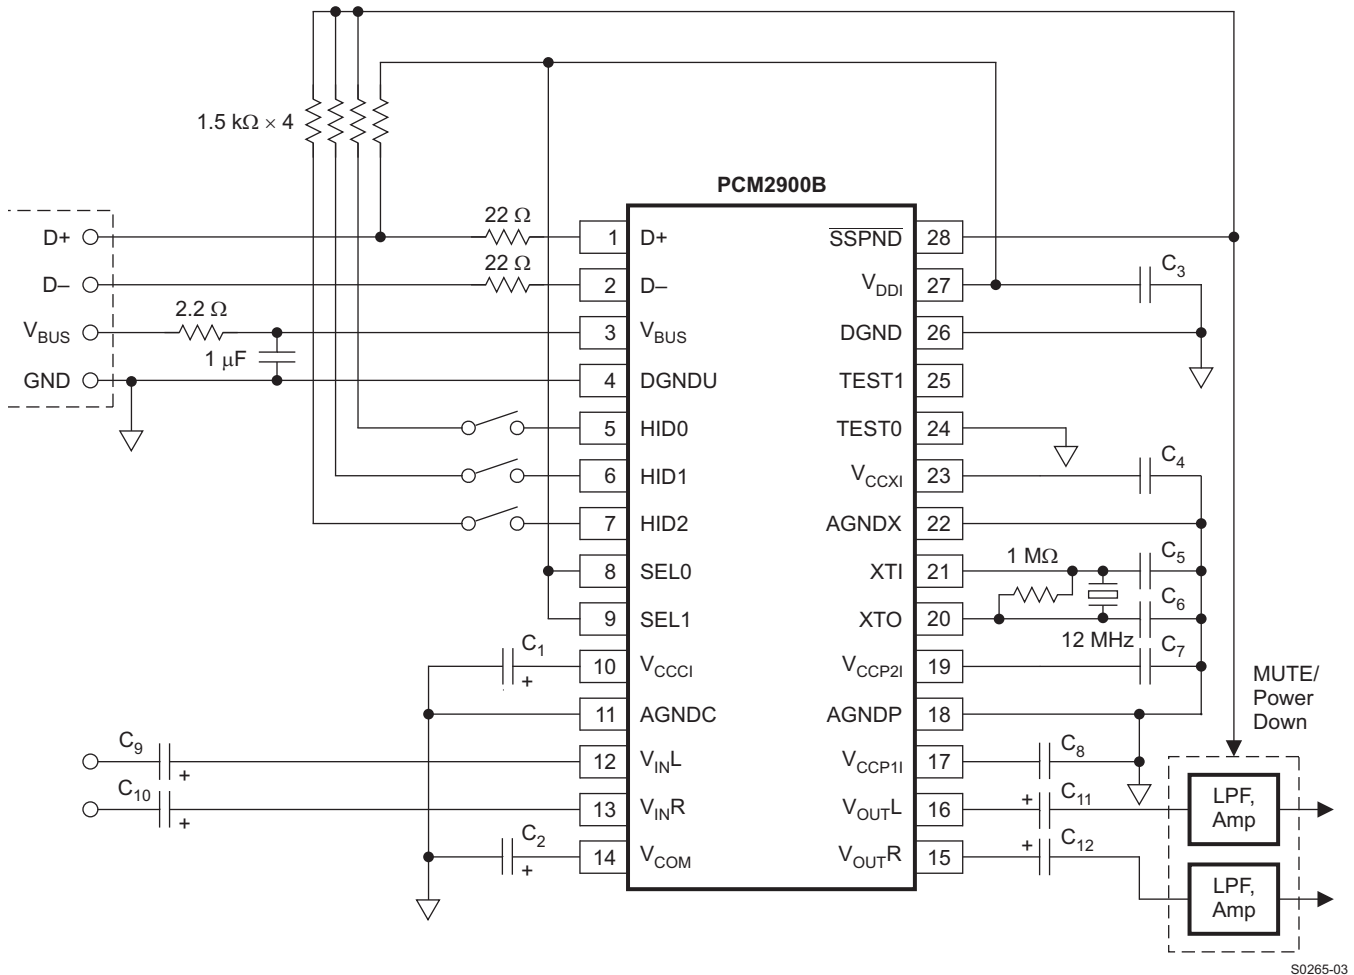 1.5 kΩ × 4
PCM2900B
D+
D–
V_BUS
GND
22 Ω
22 Ω
2.2 Ω
1 μF
1 D+
2 D–
3 V_BUS
4 DGNDU
5 HID0
6 HID1
7 HID2
8 SEL0
9 SEL1
10 V_CCCI
11 AGNDC
12 V_INL
13 V_INR
14 V_COM
C1
+
C9
+
C10
+
C2
+
SSPND 28
V_DDI 27
DGND 26
TEST1 25
TEST0 24
V_CCXI 23
AGNDX 22
XTI 21
XTO 20
V_CCP2I 19
AGNDP 18
V_CCP1I 17
V_OUTL 16
V_OUTR 15
C3
C4
1 MΩ
C5
C6
12 MHz
C7
C8
+ C11
+ C12
MUTE/
Power
Down
LPF,
Amp
LPF,
Amp
S0265-03